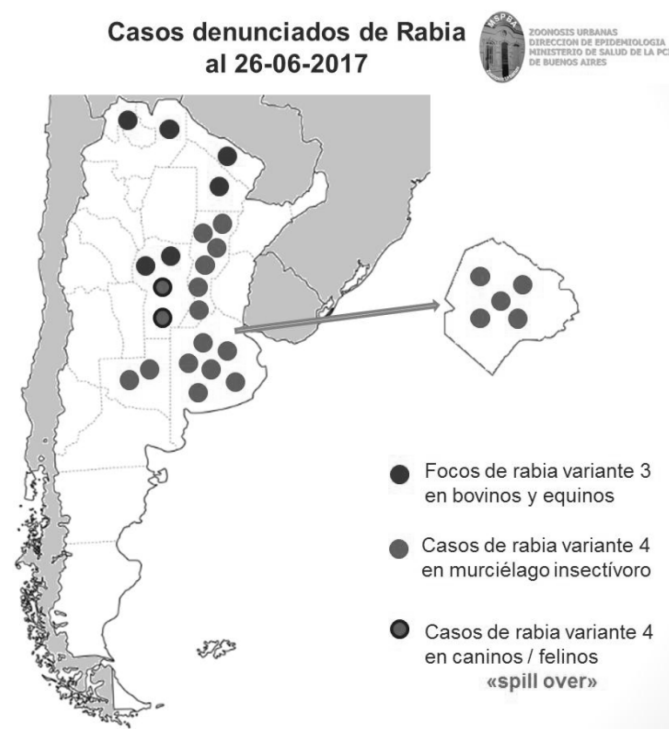 Casos denunciados de Rabia
al 26-06-2017
MSPBA
ZOONOSIS URBANAS
DIRECCION DE EPIDEMIOLOGIA
MINISTERIO DE SALUD DE LA PC
DE BUENOS AIRES
Focos de rabia variante 3
en bovinos y equinos
Casos de rabia variante 4
en murciélago insectívoro
Casos de rabia variante 4
en caninos / felinos
«spill over»